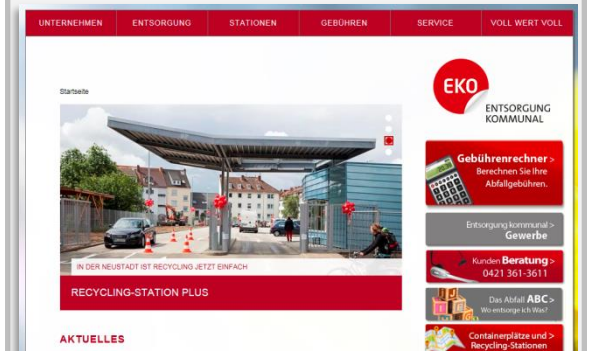 UNTERNEHMEN ENTSORGUNG STATIONEN GEBÜHREN SERVICE VOLL WERT VOLL
Startseite
IN DER NEUSTADT IST RECYCLING JETZT EINFACH
RECYCLING-STATION PLUS
AKTUELLES
EKO
ENTSORGUNG
KOMMUNAL
Gebührenrechner >
Berechnen Sie Ihre
Abfallgebühren.
Entsorgung kommunal >
Gewerbe
Kunden Beratung >
0421 361-3611
Das Abfall ABC >
Wo entsorge ich Was?
Containerplätze und >
Recycling-Stationen